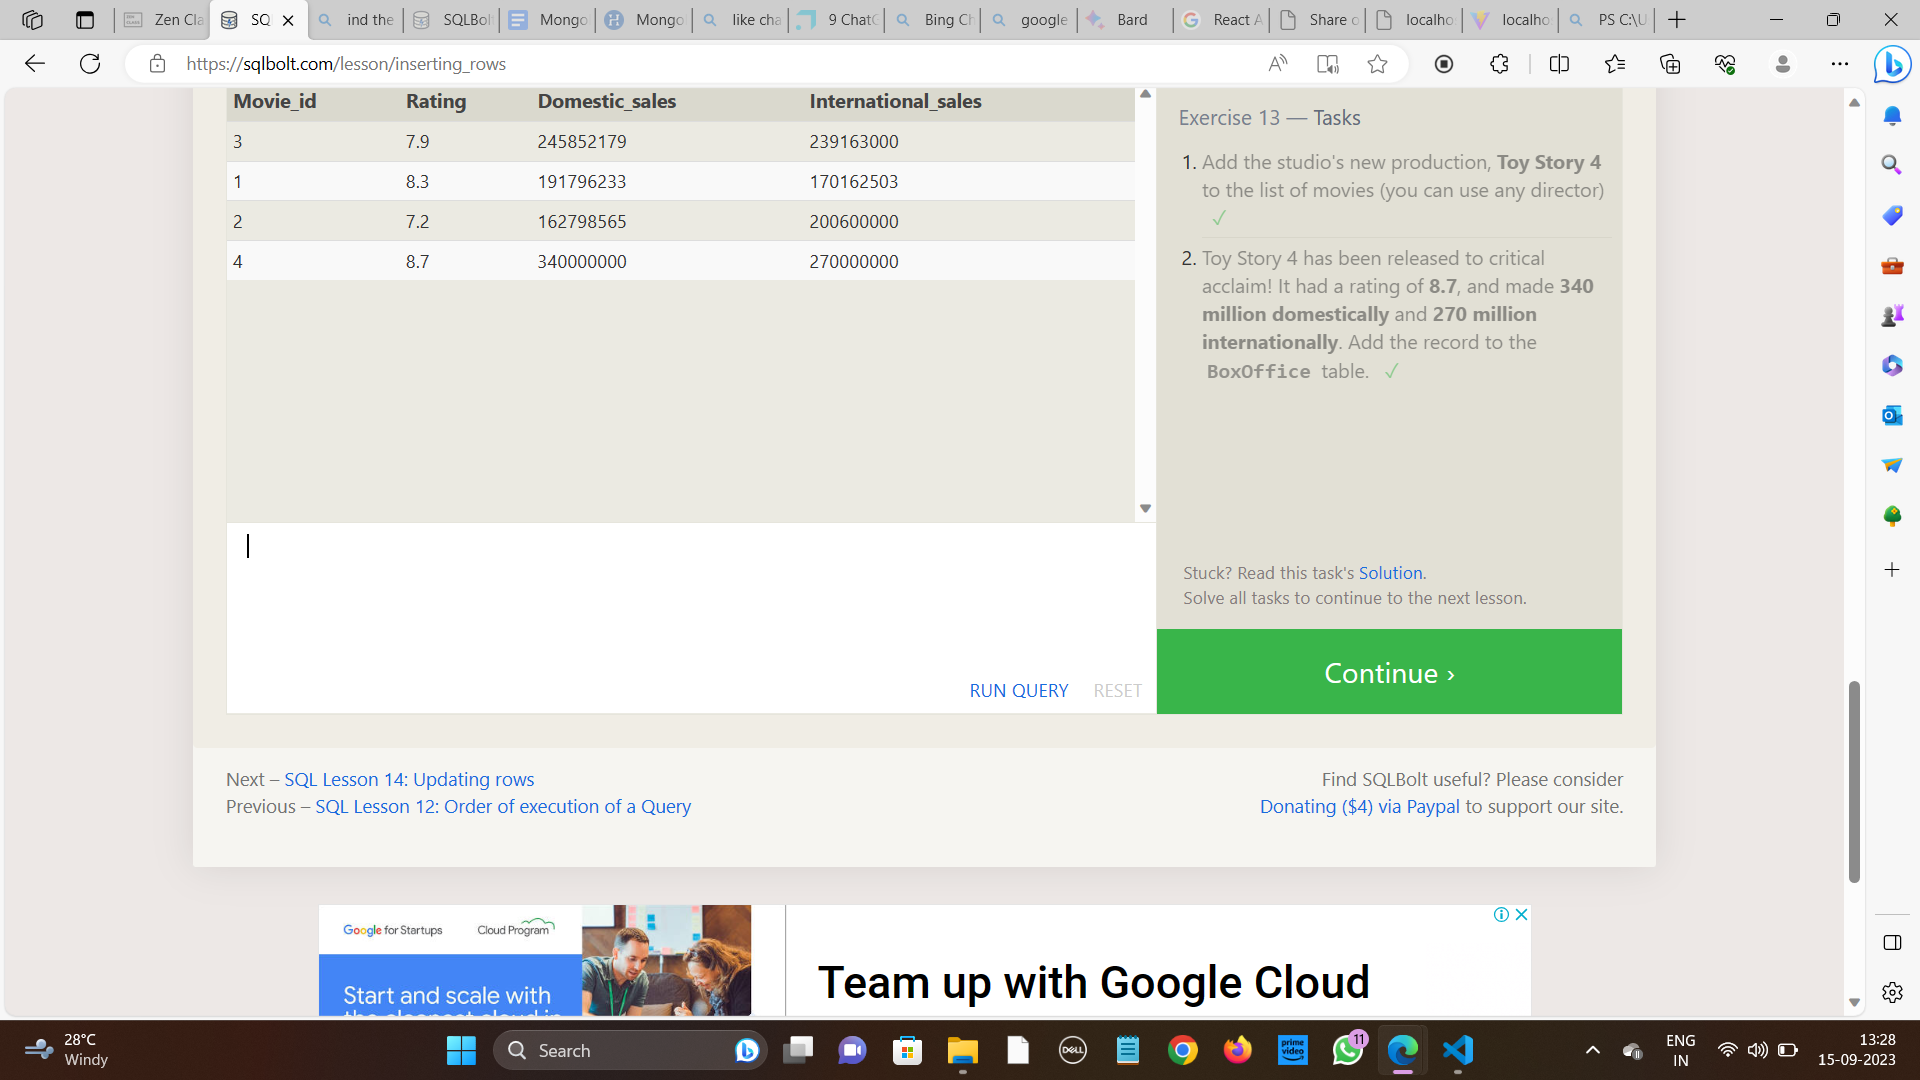 Zen Cla
SQ
ind the
SQLBolt
Mongo
Mongo
like cha
9 ChatG
Bing Ch
google
Bard
React A
Share o
localho
localho
PS C:\U
https://sqlbolt.com/lesson/inserting_rows
Movie_id Rating Domestic_sales International_sales
3 7.9 245852179 239163000
1 8.3 191796233 170162503
2 7.2 162798565 200600000
4 8.7 340000000 270000000
RUN QUERY RESET
Exercise 13 — Tasks
1. Add the studio's new production, Toy Story 4
to the list of movies (you can use any director)
✓
2. Toy Story 4 has been released to critical
acclaim! It had a rating of 8.7, and made 340
million domestically and 270 million
internationally. Add the record to the
BoxOffice table. ✓
Stuck? Read this task's Solution.
Solve all tasks to continue to the next lesson.
Continue ›
Next – SQL Lesson 14: Updating rows
Previous – SQL Lesson 12: Order of execution of a Query
Find SQLBolt useful? Please consider
Donating ($4) via Paypal to support our site.
Google for Startups Cloud Program
Start and scale with
Team up with Google Cloud
28°C
Windy
Search
DELL
prime
video
11
ENG
IN
13:28
15-09-2023